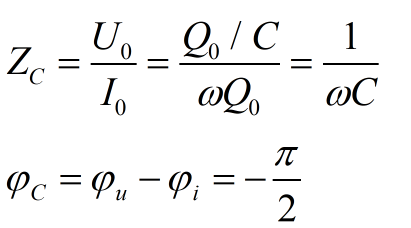 Z_C = U_0 / I_0 = (Q_0 / C) / (ωQ_0) = 1 / (ωC)
φ_C = φ_u − φ_i = −π / 2